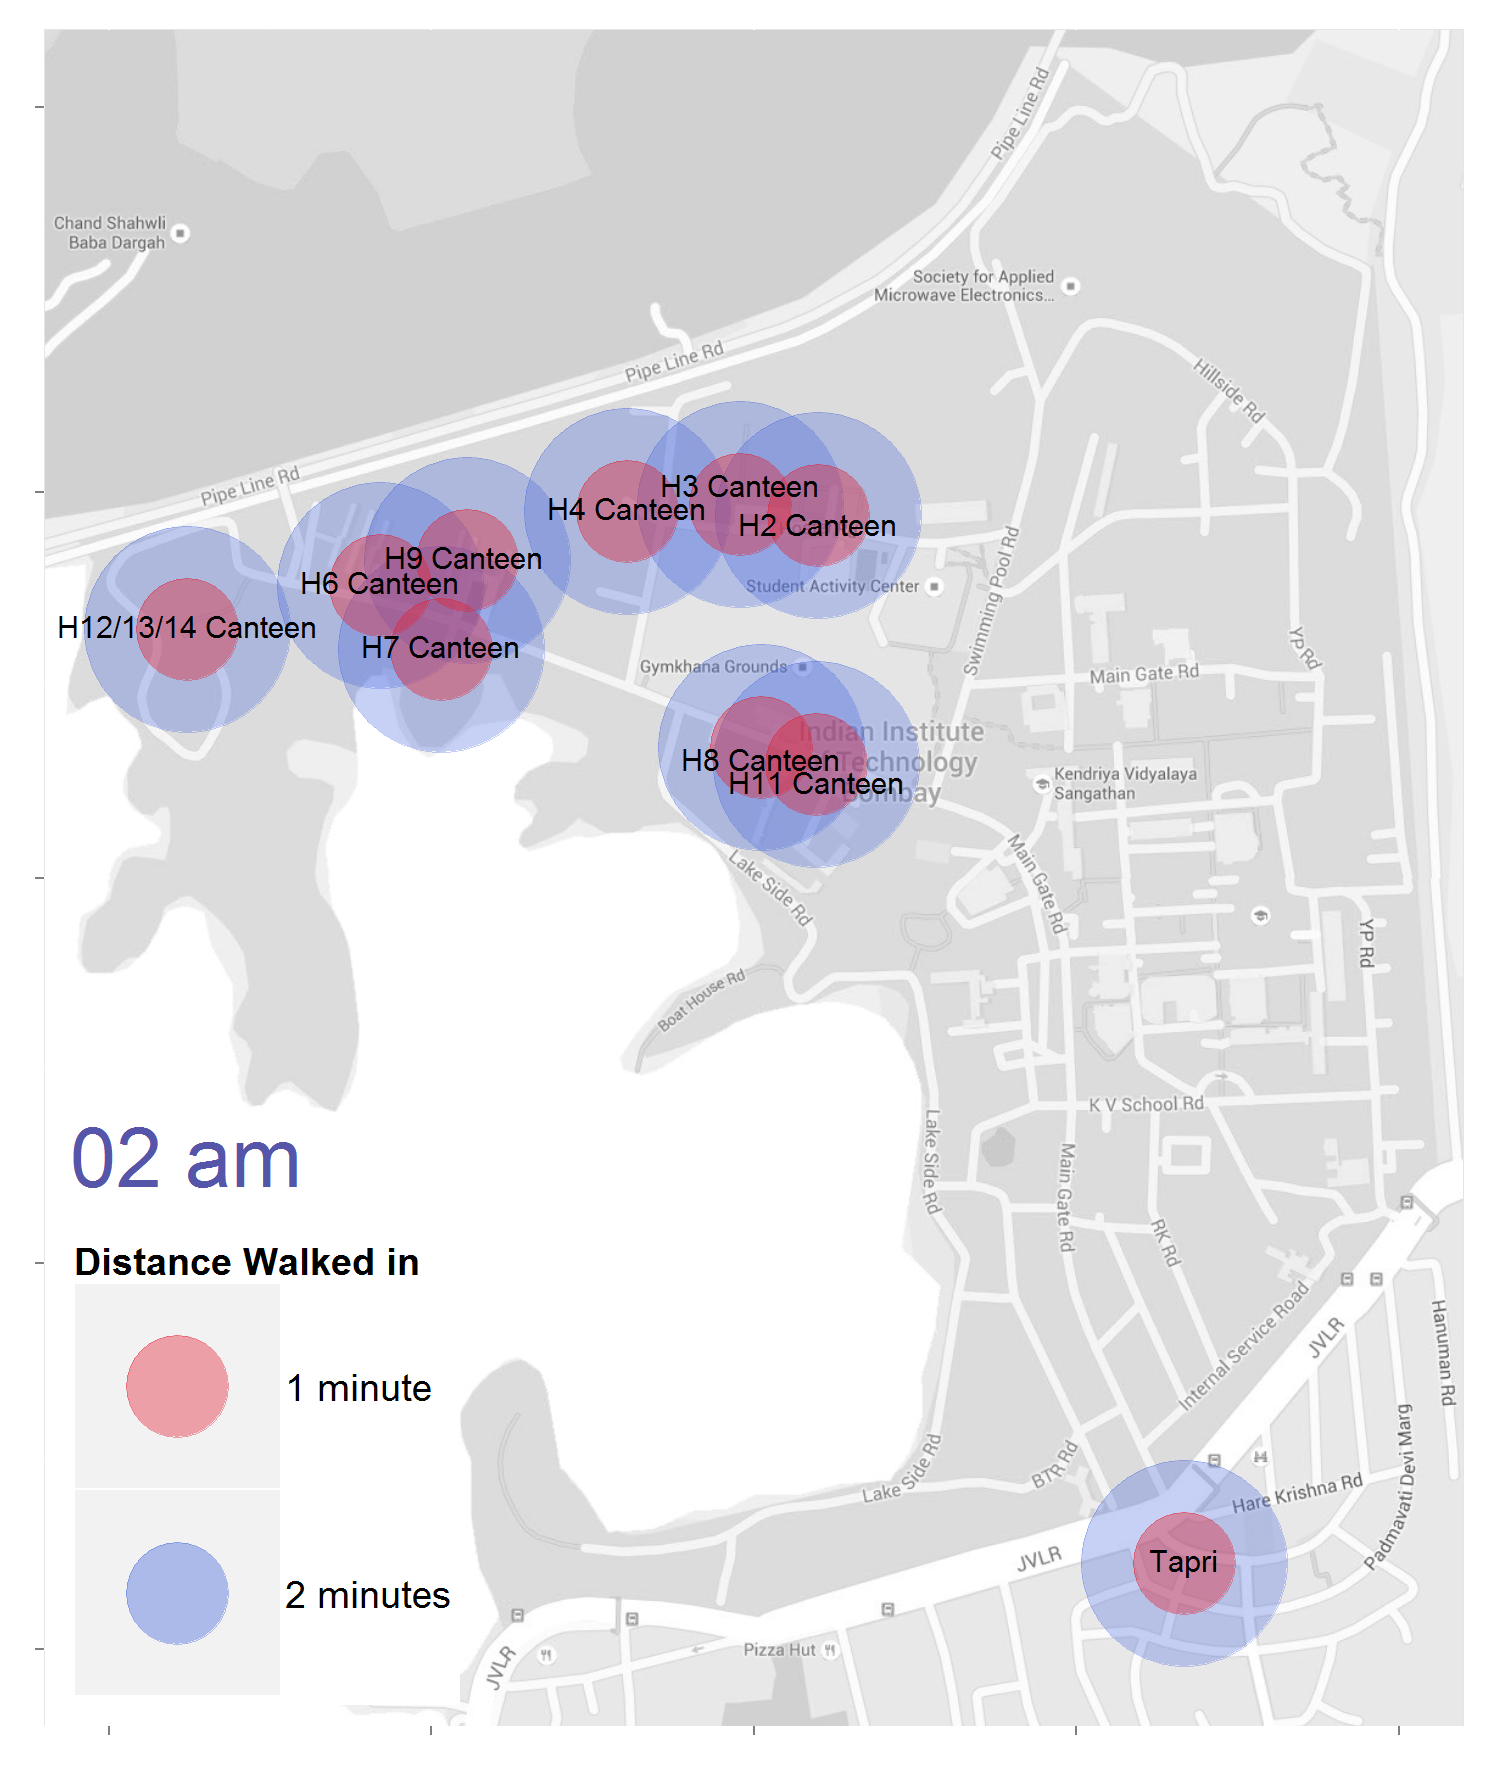 Pipe Line Rd
Chand Shahwli
Baba Dargah
Society for Applied
Microwave Electronics...
Pipe Line Rd
Hillside Rd
Pipe Line Rd
H3 Canteen
H4 Canteen
H2 Canteen
H9 Canteen
H6 Canteen
Student Activity Center
Swimming Pool Rd
H12/13/14 Canteen
H7 Canteen
YP Rd
Gymkhana Grounds
Main Gate Rd
Indian Institute
of Technology
Bombay
H8 Canteen
H11 Canteen
Kendriya Vidyalaya
Sangathan
Lake Side Rd
Main Gate Rd
YP Rd
Boat House Rd
K V School Rd
Lake Side Rd
Main Gate Rd
RK Rd
02 am
Distance Walked in
1 minute
2 minutes
Internal Service Road
JVLR
Hanuman Rd
Padmavati Devi Marg
Lake Side Rd
BTR Rd
Hare Krishna Rd
JVLR
Tapri
Pizza Hut
JVLR